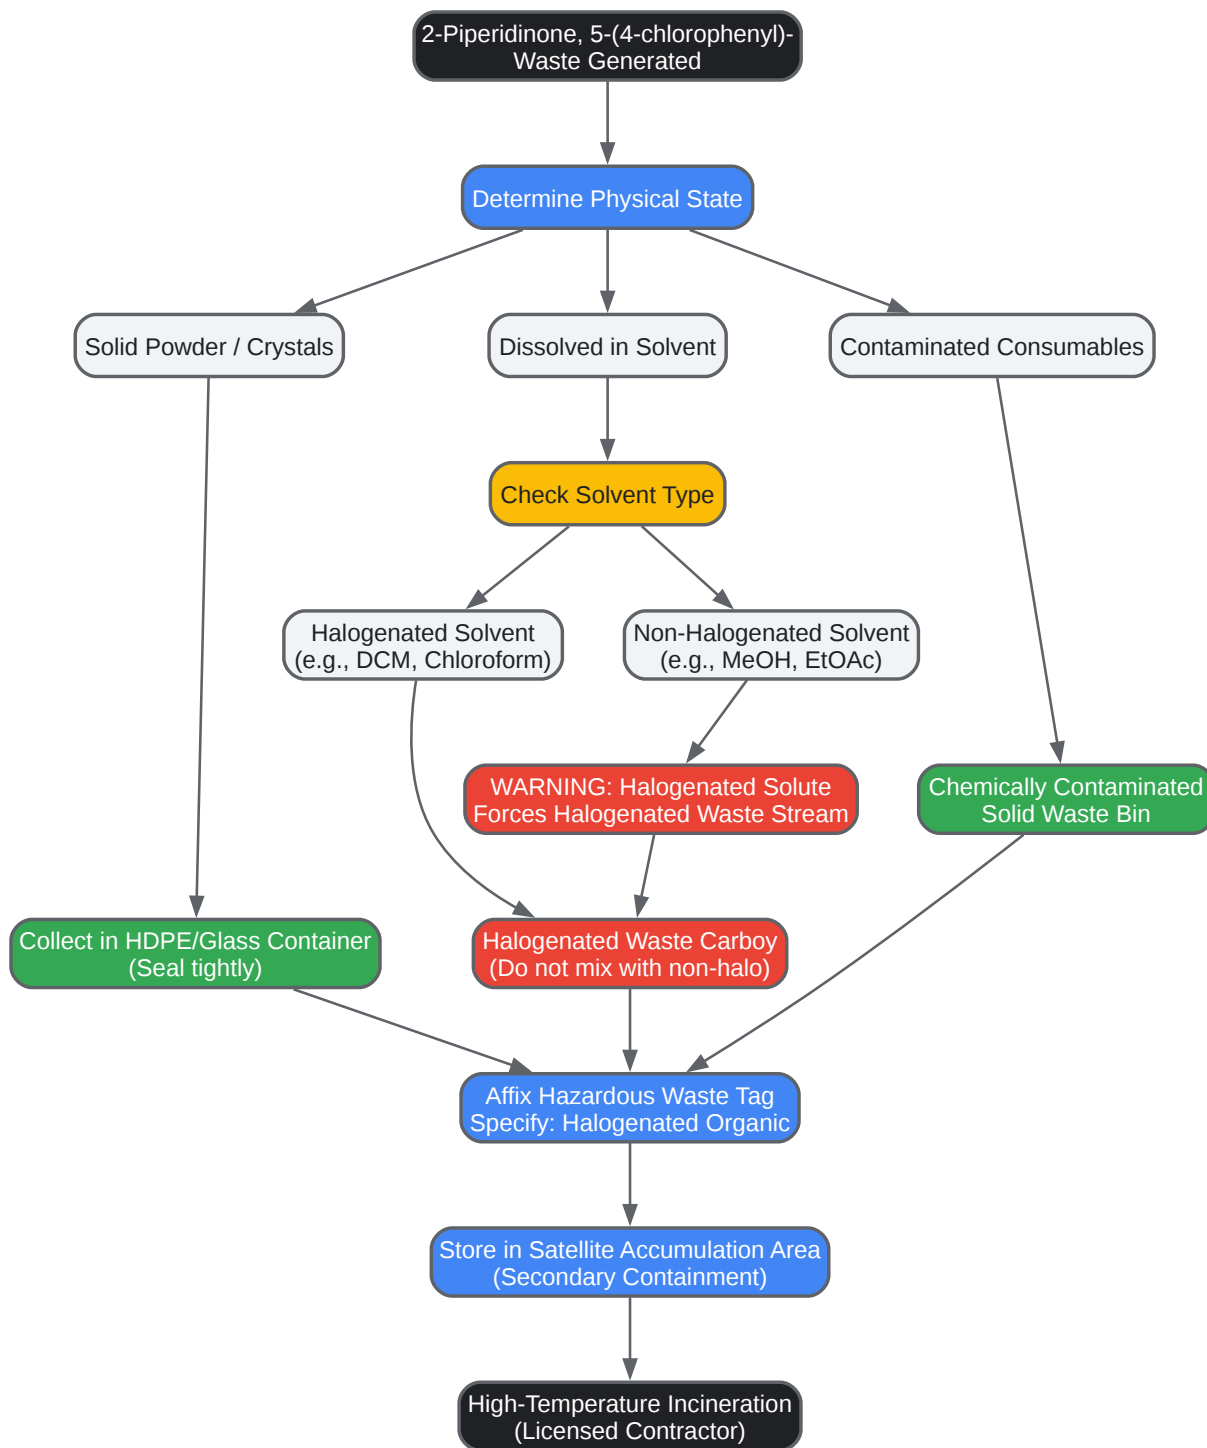 2-Piperidinone, 5-(4-chlorophenyl)-
Waste Generated
Determine Physical State
Solid Powder / Crystals
Dissolved in Solvent
Contaminated Consumables
Check Solvent Type
Halogenated Solvent
(e.g., DCM, Chloroform)
Non-Halogenated Solvent
(e.g., MeOH, EtOAc)
WARNING: Halogenated Solute
Forces Halogenated Waste Stream
Chemically Contaminated
Solid Waste Bin
Collect in HDPE/Glass Container
(Seal tightly)
Halogenated Waste Carboy
(Do not mix with non-halo)
Affix Hazardous Waste Tag
Specify: Halogenated Organic
Store in Satellite Accumulation Area
(Secondary Containment)
High-Temperature Incineration
(Licensed Contractor)